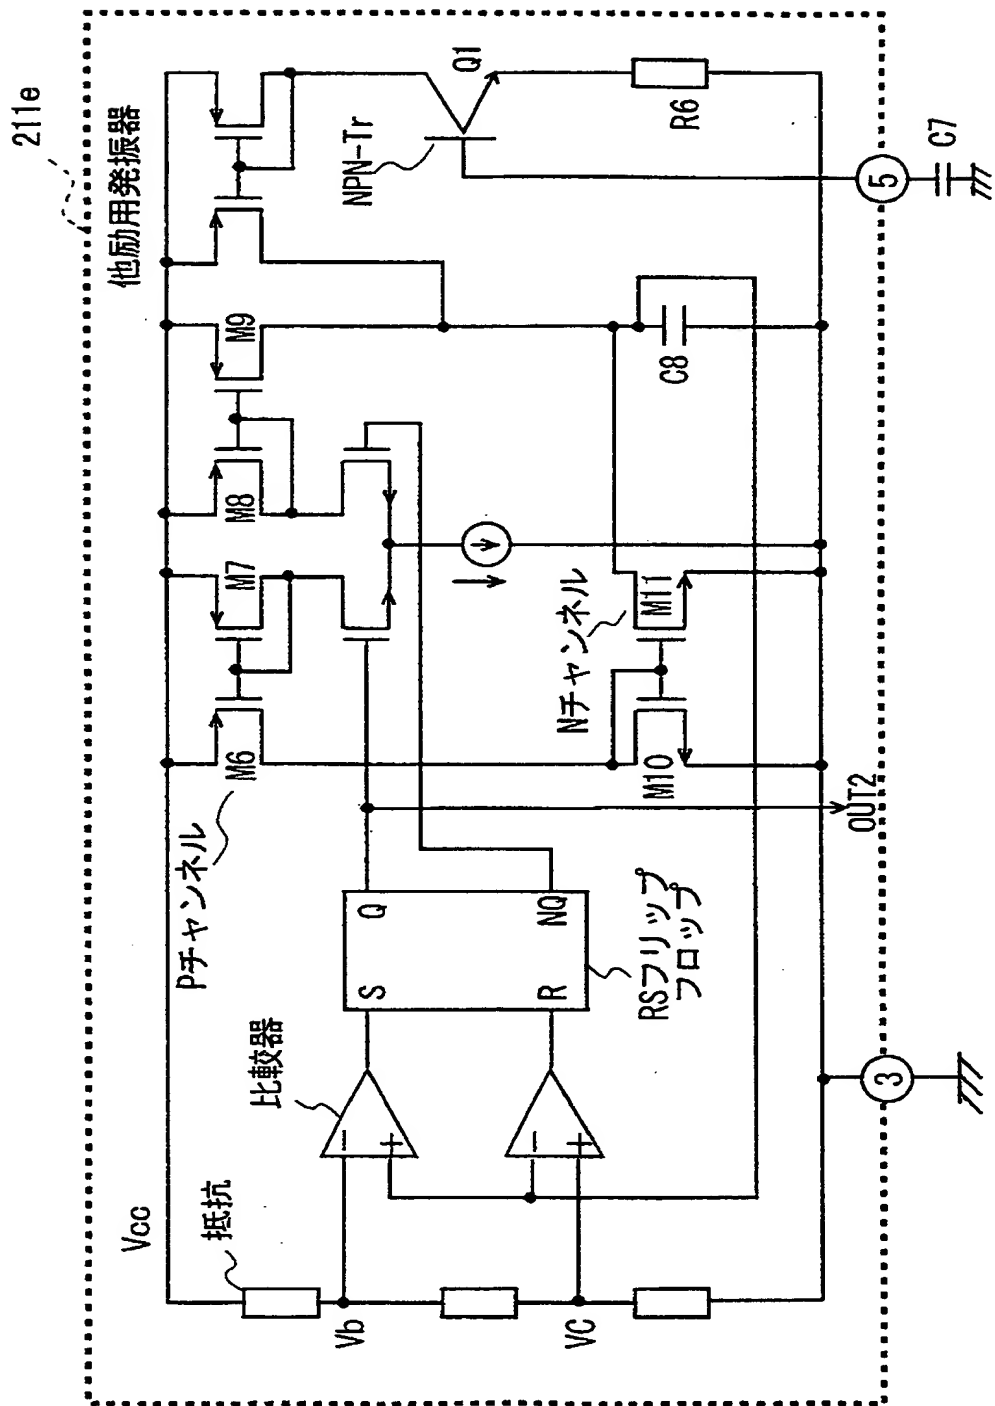 211e
他励用発振器
Vcc
抵抗
Vb
VC
比較器
−
+
−
+
S
R
Q
NQ
RSフリップ
フロップ
Pチャンネル
M6
M7
M8
M9
NPN-Tr
Q1
R6
C8
Nチャンネル
M10
M11
OUT2
3
5
C7